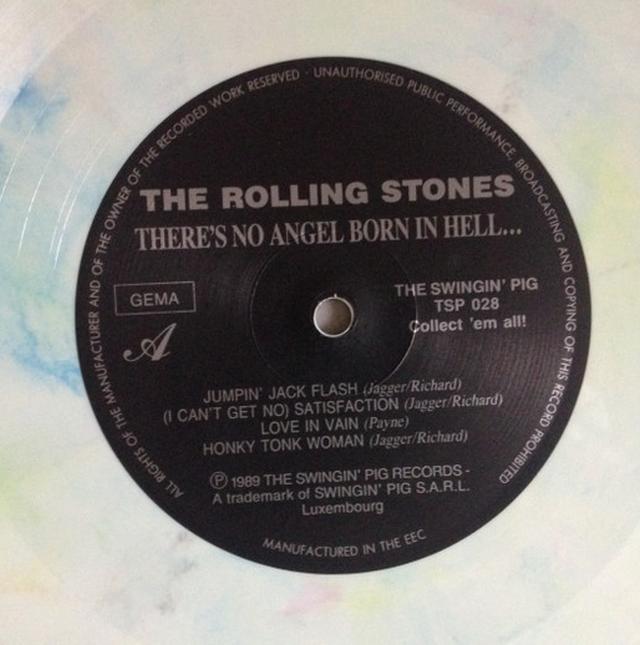 ALL RIGHTS OF THE MANUFACTURER AND OF THE OWNER OF THE RECORDED WORK RESERVED · UNAUTHORISED PUBLIC PERFORMANCE, BROADCASTING AND COPYING OF THIS RECORD PROHIBITED
THE ROLLING STONES
THERE'S NO ANGEL BORN IN HELL...
GEMA
A
THE SWINGIN' PIG
TSP 028
Collect 'em all!
JUMPIN' JACK FLASH (Jagger/Richard)
(I CAN'T GET NO) SATISFACTION (Jagger/Richard)
LOVE IN VAIN (Payne)
HONKY TONK WOMAN (Jagger/Richard)
Ⓟ 1989 THE SWINGIN' PIG RECORDS -
A trademark of SWINGIN' PIG S.A.R.L.
Luxembourg
MANUFACTURED IN THE EEC